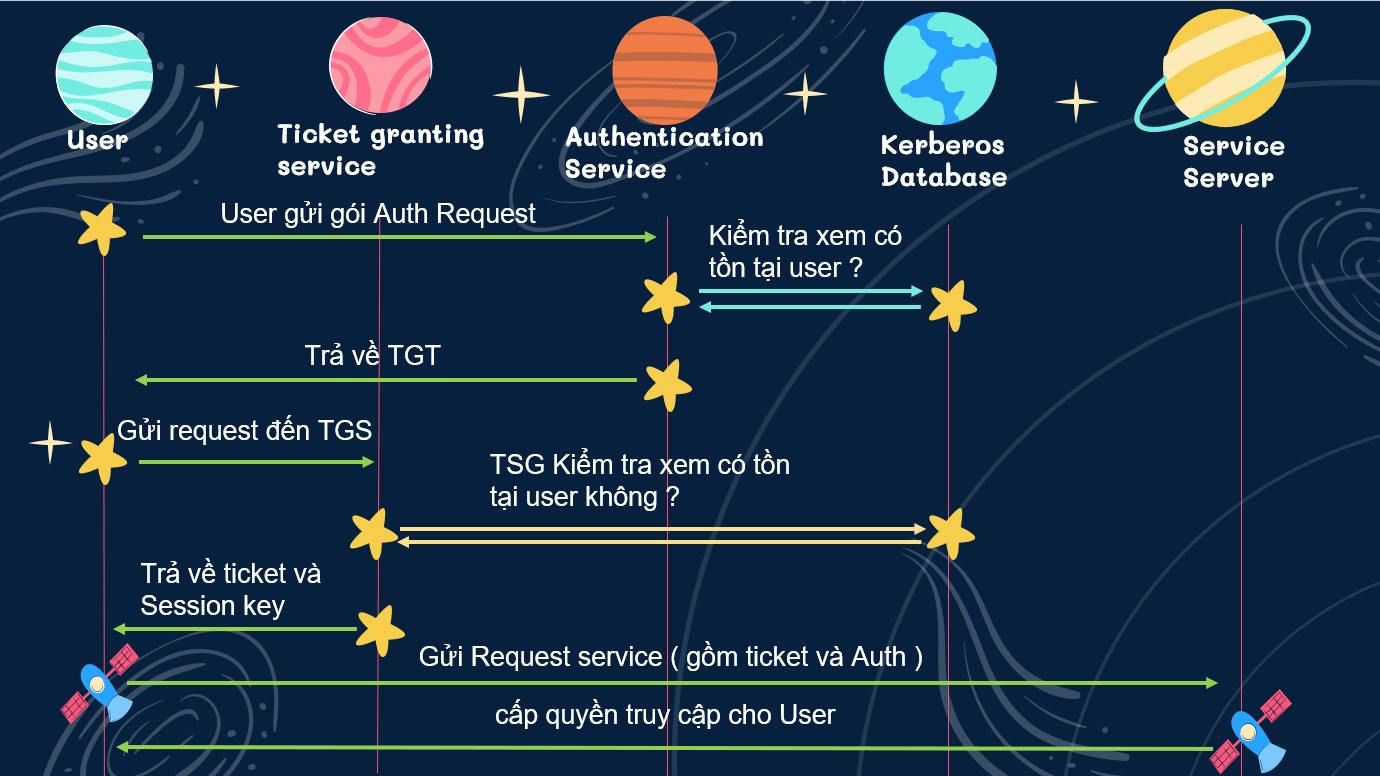 User
Ticket granting
service
Authentication
Service
Kerberos
Database
Service
Server
User gửi gói Auth Request
Kiểm tra xem có
tồn tại user ?
Trả về TGT
Gửi request đến TGS
TSG Kiểm tra xem có tồn
tại user không ?
Trả về ticket và
Session key
Gửi Request service ( gồm ticket và Auth )
cấp quyền truy cập cho User